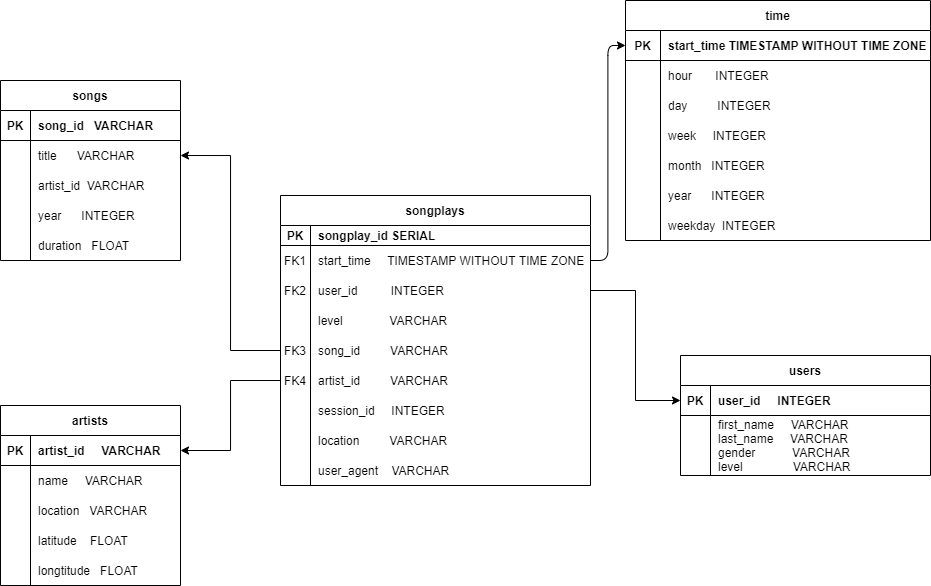 time
PK start_time TIMESTAMP WITHOUT TIME ZONE
hour INTEGER
day INTEGER
week INTEGER
month INTEGER
year INTEGER
weekday INTEGER
songs
PK song_id VARCHAR
title VARCHAR
artist_id VARCHAR
year INTEGER
duration FLOAT
songplays
PK songplay_id SERIAL
FK1 start_time TIMESTAMP WITHOUT TIME ZONE
FK2 user_id INTEGER
level VARCHAR
FK3 song_id VARCHAR
FK4 artist_id VARCHAR
session_id INTEGER
location VARCHAR
user_agent VARCHAR
users
PK user_id INTEGER
first_name VARCHAR
last_name VARCHAR
gender VARCHAR
level VARCHAR
artists
PK artist_id VARCHAR
name VARCHAR
location VARCHAR
latitude FLOAT
longtitude FLOAT